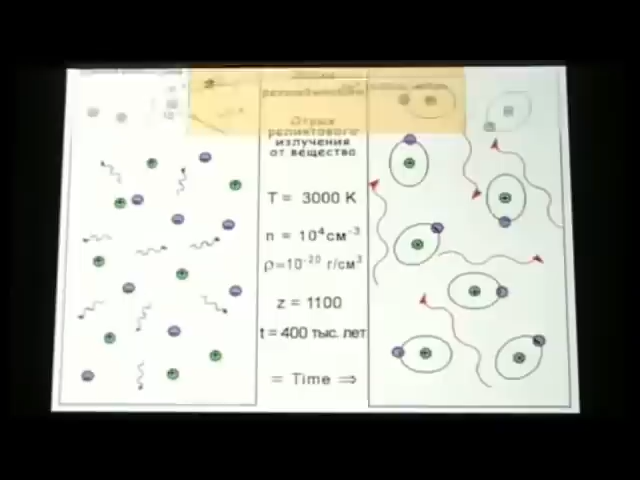 Отрыв
реликтового
излучения
от вещества
T = 3000 K
n = 10⁴см⁻³
ρ=10⁻²⁰ г/см³
z = 1100
t = 400 тыс. лет
= Time ⇒